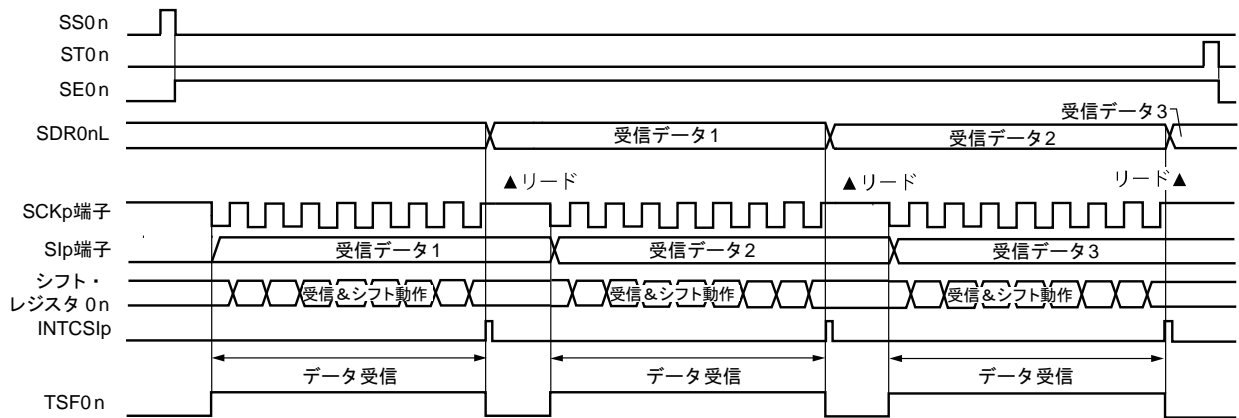 SS0n
ST0n
SE0n
SDR0nL
受信データ1
受信データ2
受信データ3
▲リード
▲リード
リード▲
SCKp端子
SIp端子
受信データ1
受信データ2
受信データ3
シフト・
レジスタ0n
受信&シフト動作
受信&シフト動作
受信&シフト動作
INTCSIp
データ受信
データ受信
データ受信
TSF0n